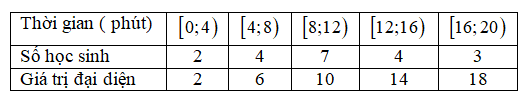 Thời gian ( phút) [0;4) [4;8) [8;12) [12;16) [16;20)
Số học sinh 2 4 7 4 3
Giá trị đại diện 2 6 10 14 18